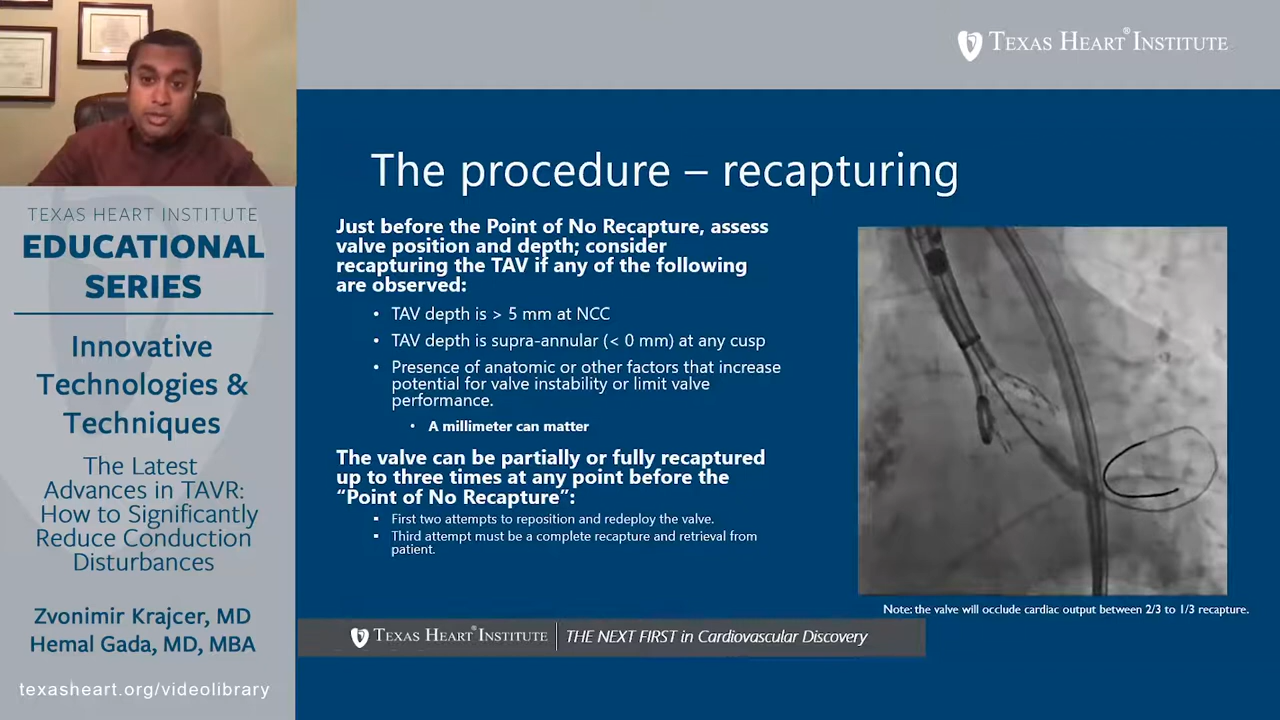 TEXAS HEART® INSTITUTE
The procedure – recapturing
Just before the Point of No Recapture, assess
valve position and depth; consider
recapturing the TAV if any of the following
are observed:
• TAV depth is > 5 mm at NCC
• TAV depth is supra-annular (< 0 mm) at any cusp
• Presence of anatomic or other factors that increase
potential for valve instability or limit valve
performance.
• A millimeter can matter
The valve can be partially or fully recaptured
up to three times at any point before the
“Point of No Recapture”:
▪ First two attempts to reposition and redeploy the valve.
▪ Third attempt must be a complete recapture and retrieval from
patient.
Note: the valve will occlude cardiac output between 2/3 to 1/3 recapture.
TEXAS HEART® INSTITUTE | THE NEXT FIRST in Cardiovascular Discovery
TEXAS HEART INSTITUTE
EDUCATIONAL
SERIES
Innovative
Technologies &
Techniques
The Latest
Advances in TAVR:
How to Significantly
Reduce Conduction
Disturbances
Zvonimir Krajcer, MD
Hemal Gada, MD, MBA
texasheart.org/videolibrary